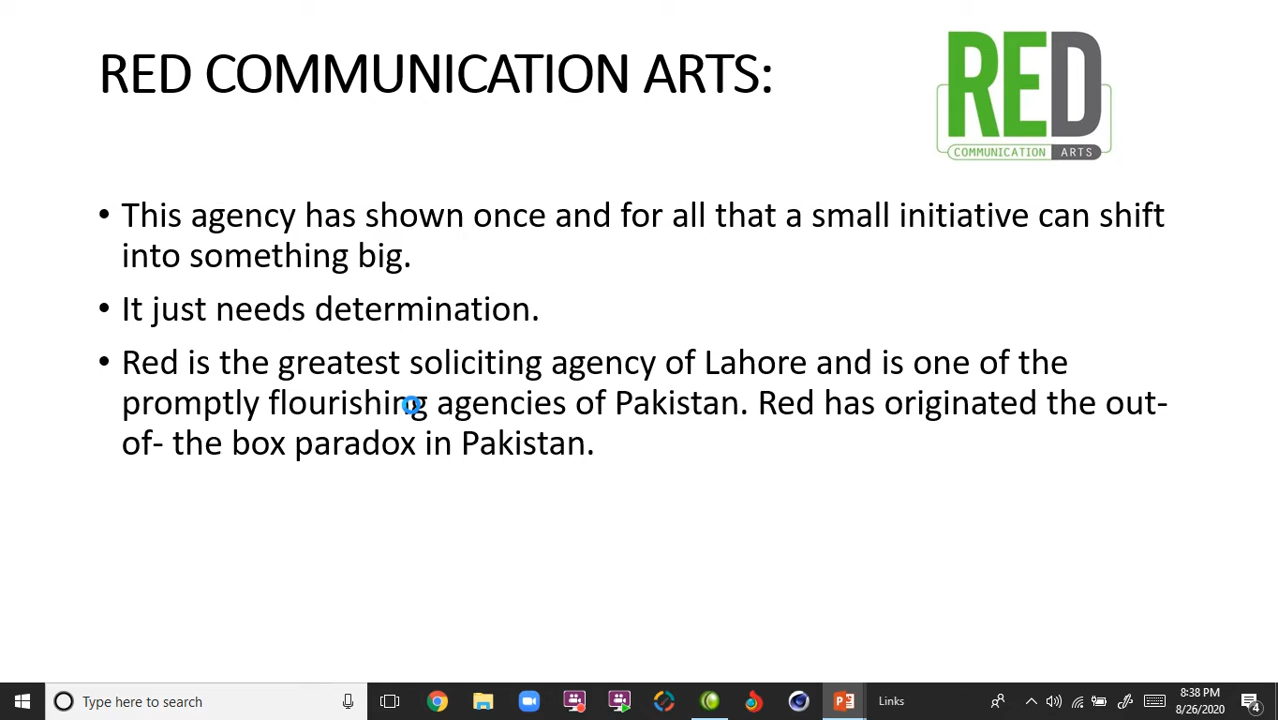 RED COMMUNICATION ARTS:
RED
COMMUNICATION ARTS
• This agency has shown once and for all that a small initiative can shift
into something big.
• It just needs determination.
• Red is the greatest soliciting agency of Lahore and is one of the
promptly flourishing agencies of Pakistan. Red has originated the out-
of- the box paradox in Pakistan.
Type here to search
Links
8:38 PM
8/26/2020
4